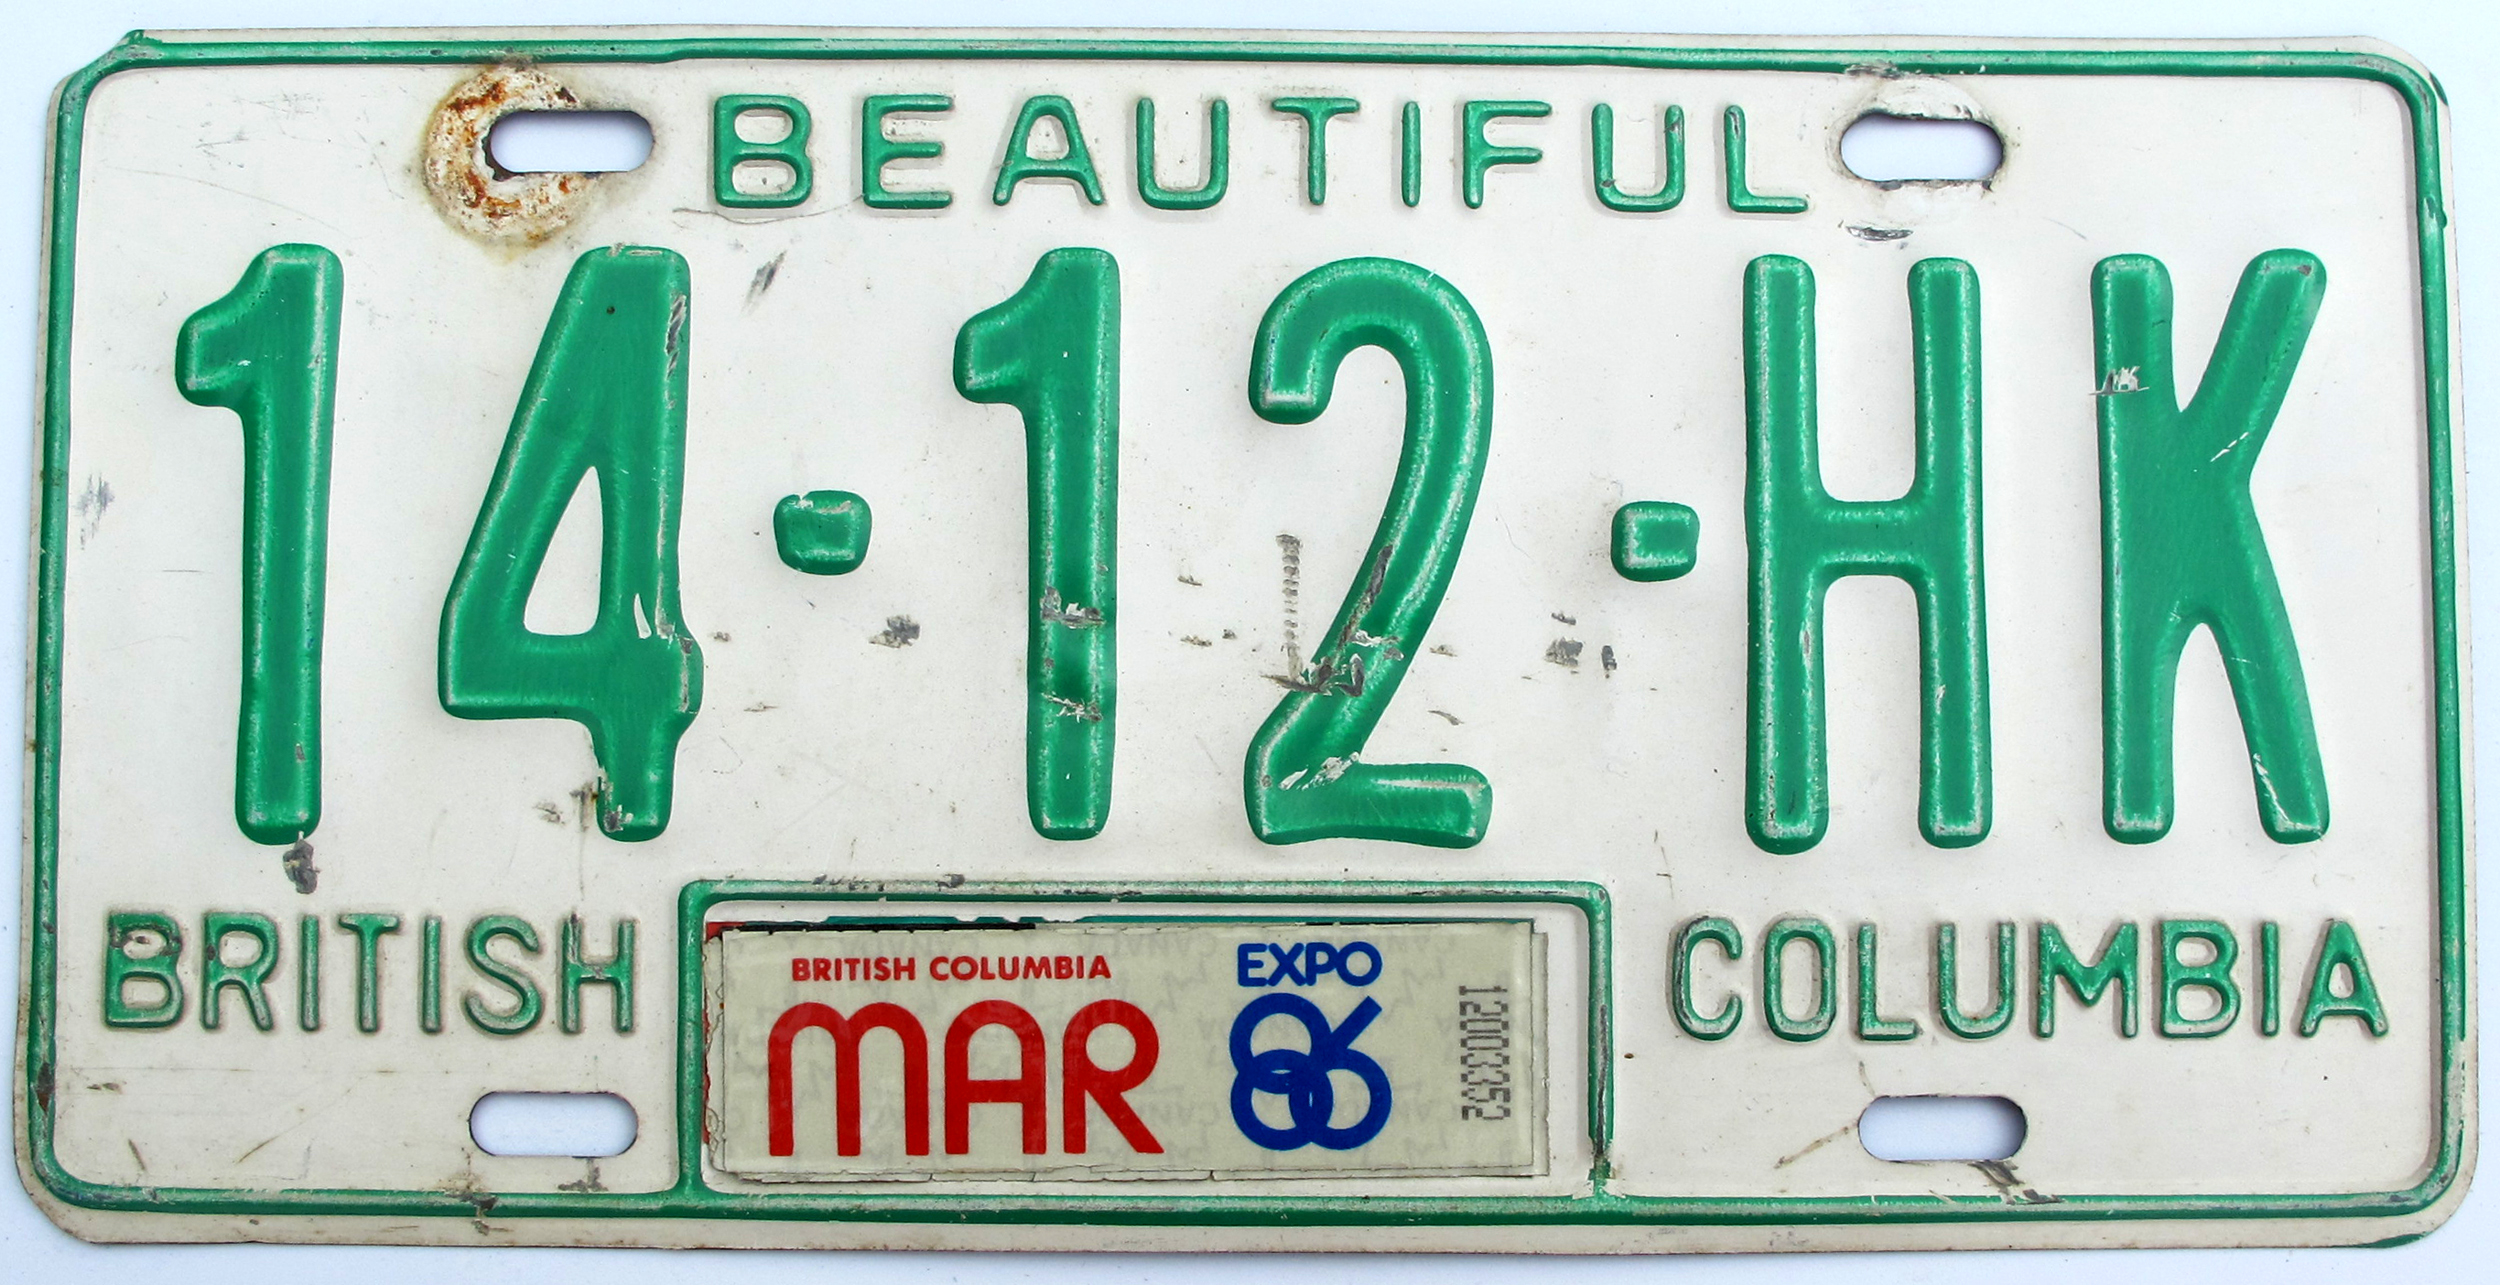 BEAUTIFUL
14-12-HK
BRITISH COLUMBIA
BRITISH COLUMBIA EXPO
MAR 86
12003352